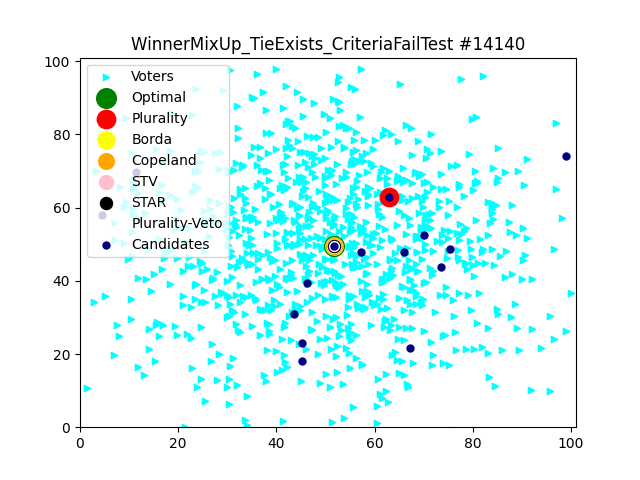 WinnerMixUp_TieExists_CriteriaFailTest #14140
Voters
Optimal
Plurality
Borda
Copeland
STV
STAR
Plurality-Veto
Candidates
100
80
60
40
20
0
0 20 40 60 80 100